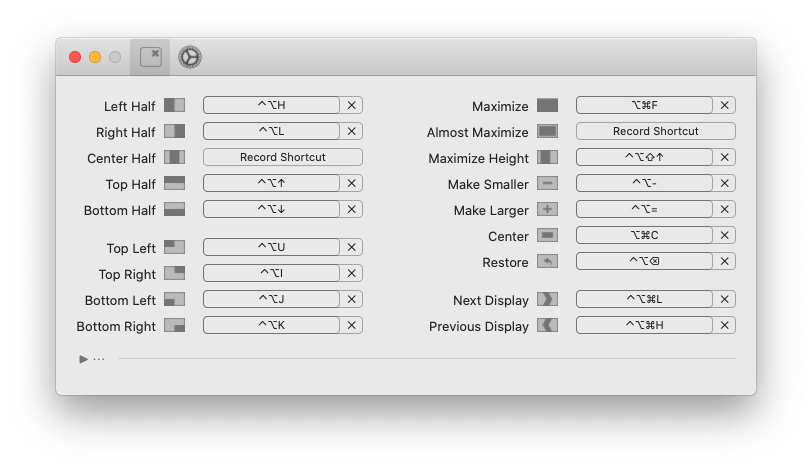 ⌘
Left Half ^⌥H ×
Right Half ^⌥L ×
Center Half Record Shortcut
Top Half ^⌥↑ ×
Bottom Half ^⌥↓ ×
Top Left ^⌥U ×
Top Right ^⌥I ×
Bottom Left ^⌥J ×
Bottom Right ^⌥K ×
Maximize ⌥⌘F ×
Almost Maximize Record Shortcut
Maximize Height ^⌥⇧↑ ×
Make Smaller ^⌥- ×
Make Larger ^⌥= ×
Center ⌥⌘C ×
Restore ^⌥⌫ ×
Next Display ^⌥⌘L ×
Previous Display ^⌥⌘H ×
▶ ...